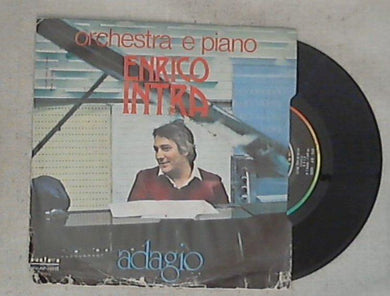 orchestra e piano
ENRICO
INTRA
adagio